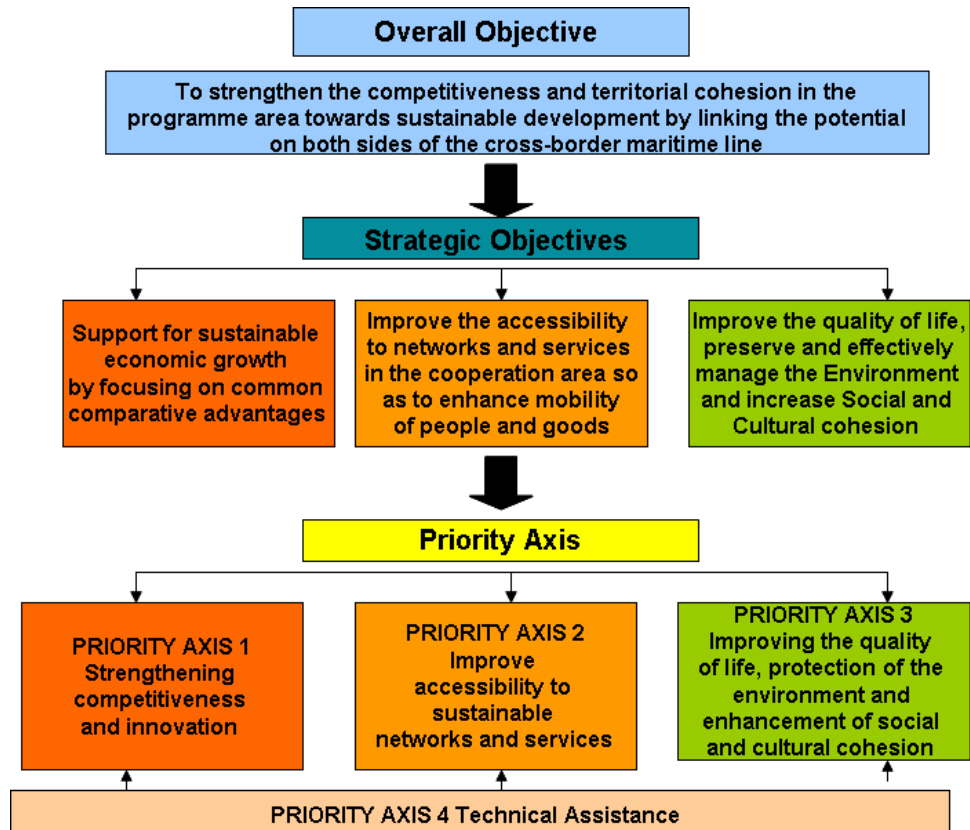 Overall Objective
To strengthen the competitiveness and territorial cohesion in the
programme area towards sustainable development by linking the potential
on both sides of the cross-border maritime line
Strategic Objectives
Support for sustainable
economic growth
by focusing on common
comparative advantages
Improve the accessibility
to networks and services
in the cooperation area so
as to enhance mobility
of people and goods
Improve the quality of life,
preserve and effectively
manage the Environment
and increase Social and
Cultural cohesion
Priority Axis
PRIORITY AXIS 1
Strengthening
competitiveness
and innovation
PRIORITY AXIS 2
Improve
accessibility to
sustainable
networks and services
PRIORITY AXIS 3
Improving the quality
of life, protection of the
environment and
enhancement of social
and cultural cohesion
PRIORITY AXIS 4 Technical Assistance